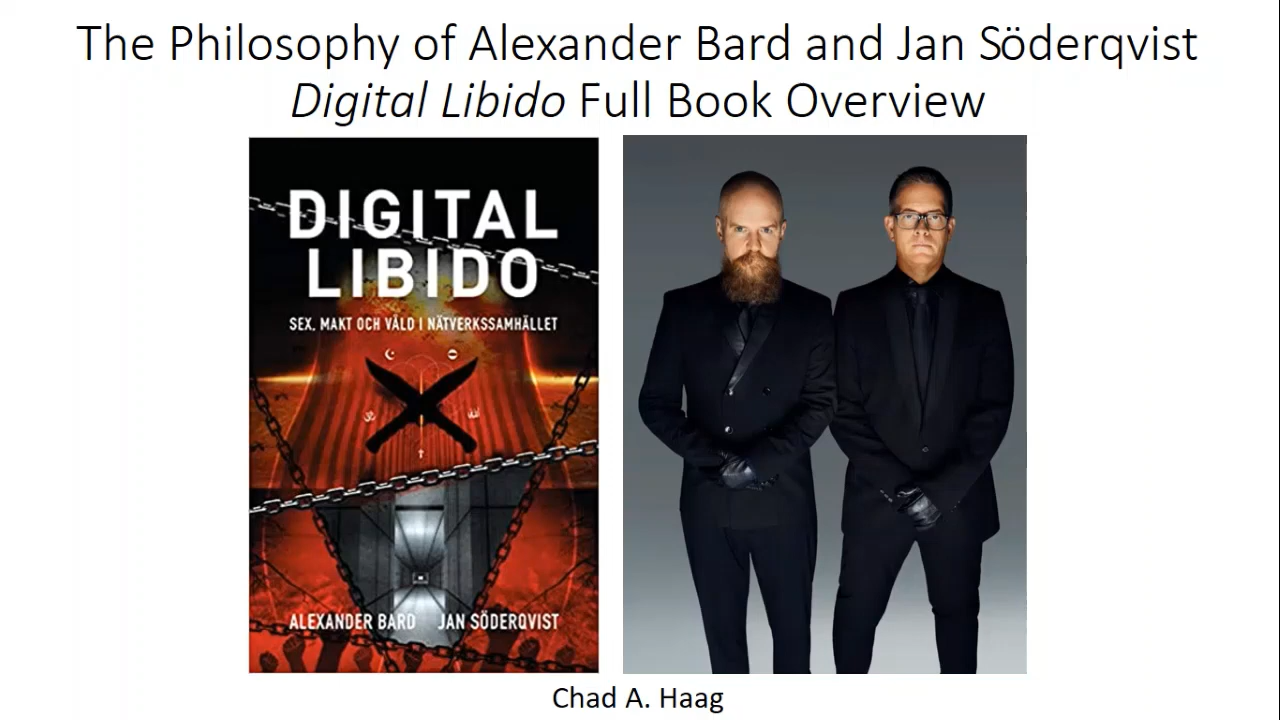 The Philosophy of Alexander Bard and Jan Söderqvist
Digital Libido Full Book Overview
DIGITAL
LIBIDO
SEX, MAKT OCH VÅLD I NÄTVERKSSAMHÄLLET
ALEXANDER BARD JAN SÖDERQVIST
Chad A. Haag